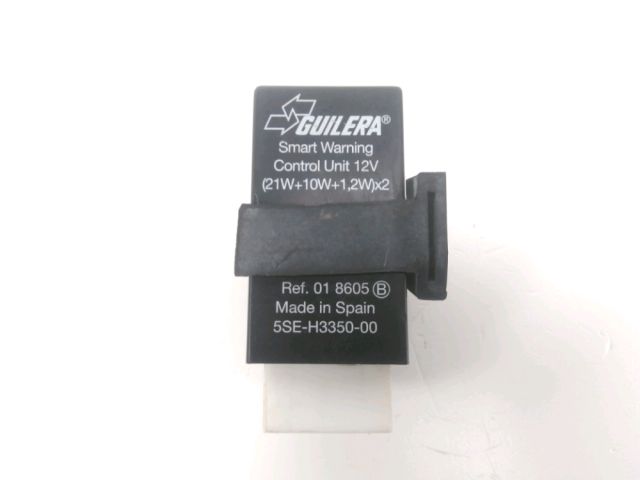 GUILERA®
Smart Warning
Control Unit 12V
(21W+10W+1,2W)x2
Ref. 01 8605 Ⓑ
Made in Spain
5SE-H3350-00